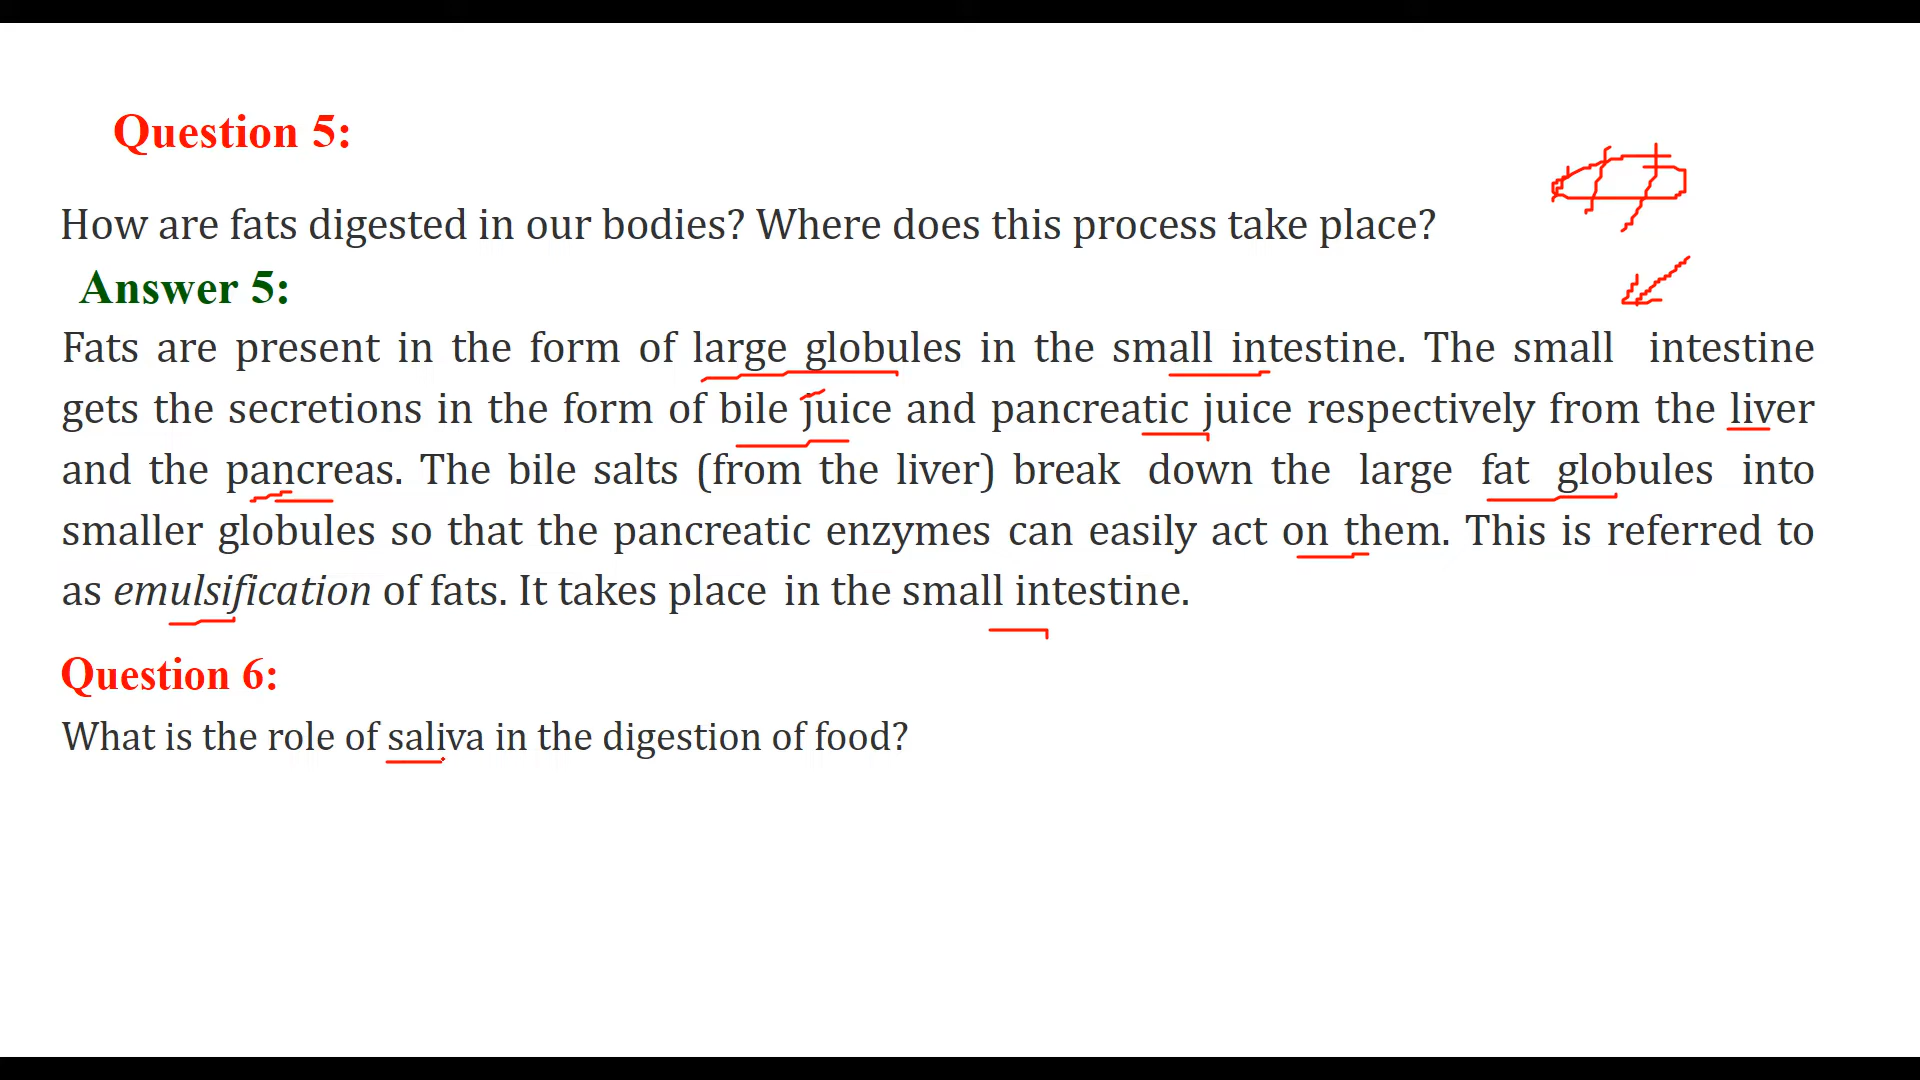 Question 5:
How are fats digested in our bodies? Where does this process take place?
Answer 5:
Fats are present in the form of large globules in the small intestine. The small intestine
gets the secretions in the form of bile juice and pancreatic juice respectively from the liver
and the pancreas. The bile salts (from the liver) break down the large fat globules into
smaller globules so that the pancreatic enzymes can easily act on them. This is referred to
as emulsification of fats. It takes place in the small intestine.
Question 6:
What is the role of saliva in the digestion of food?